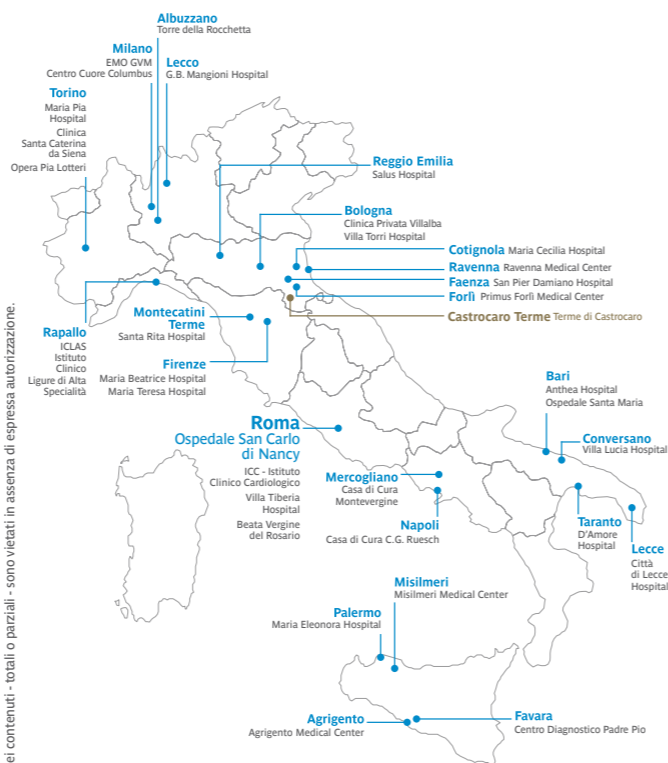 Albuzzano
Torre della Rocchetta
Milano
EMO GVM
Centro Cuore Columbus
Lecco
G.B. Mangioni Hospital
Torino
Maria Pia
Hospital
Clinica
Santa Caterina
da Siena
Opera Pia Lotteri
Reggio Emilia
Salus Hospital
Bologna
Clinica Privata Villalba
Villa Torri Hospital
Cotignola Maria Cecilia Hospital
Ravenna Ravenna Medical Center
Faenza San Pier Damiano Hospital
Forlì Primus Forlì Medical Center
Castrocaro Terme Terme di Castrocaro
Rapallo
ICLAS
Istituto
Clinico
Ligure di Alta
Specialità
Montecatini
Terme
Santa Rita Hospital
Firenze
Maria Beatrice Hospital
Maria Teresa Hospital
Roma
Ospedale San Carlo
di Nancy
ICC - Istituto
Clinico Cardiologico
Villa Tiberia
Hospital
Beata Vergine
del Rosario
Mercogliano
Casa di Cura
Montevergine
Napoli
Casa di Cura C.G. Ruesch
Bari
Anthea Hospital
Ospedale Santa Maria
Conversano
Villa Lucia Hospital
Taranto
D'Amore
Hospital
Lecce
Città
di Lecce
Hospital
Misilmeri
Misilmeri Medical Center
Palermo
Maria Eleonora Hospital
Agrigento
Agrigento Medical Center
Favara
Centro Diagnostico Padre Pio
ei contenuti - totali o parziali - sono vietati in assenza di espressa autorizzazione.